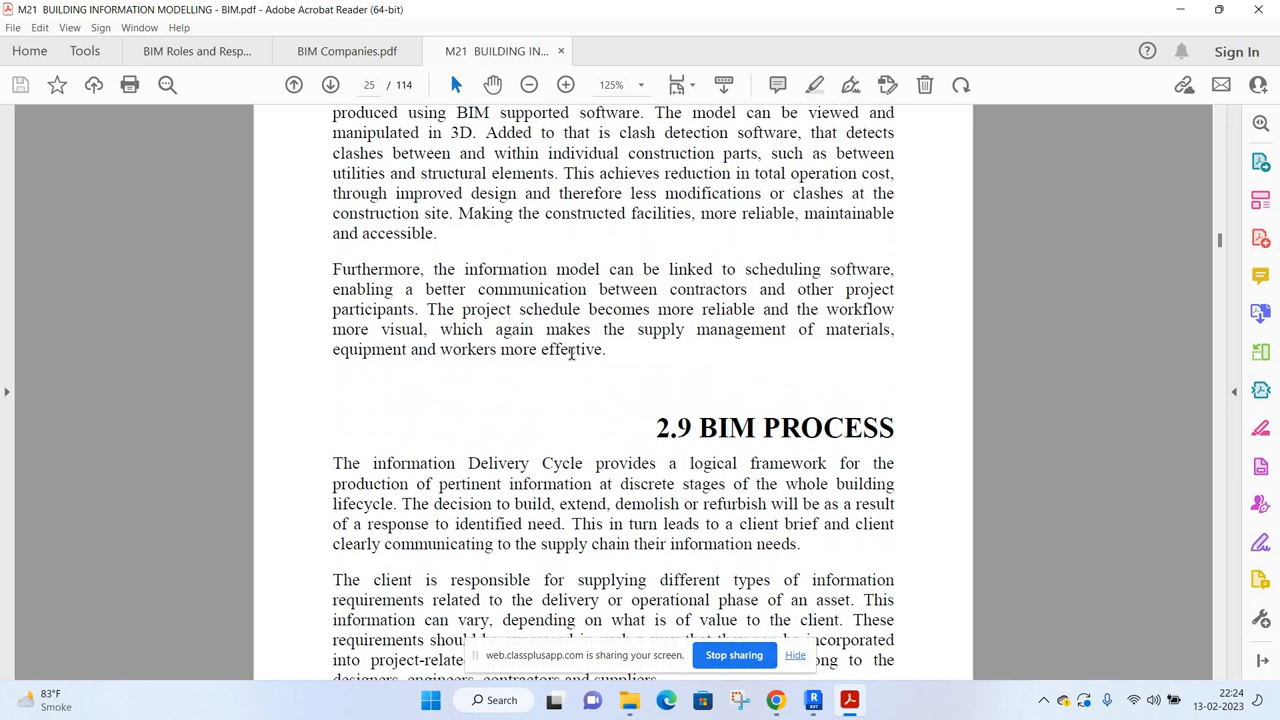 M21 BUILDING INFORMATION MODELLING - BIM.pdf - Adobe Acrobat Reader (64-bit)
File Edit View Sign Window Help
Home Tools BIM Roles and Resp... BIM Companies.pdf M21 BUILDING IN... × Sign In
25 / 114 125%
produced using BIM supported software. The model can be viewed and
manipulated in 3D. Added to that is clash detection software, that detects
clashes between and within individual construction parts, such as between
utilities and structural elements. This achieves reduction in total operation cost,
through improved design and therefore less modifications or clashes at the
construction site. Making the constructed facilities, more reliable, maintainable
and accessible.
Furthermore, the information model can be linked to scheduling software,
enabling a better communication between contractors and other project
participants. The project schedule becomes more reliable and the workflow
more visual, which again makes the supply management of materials,
equipment and workers more effective.
2.9 BIM PROCESS
The information Delivery Cycle provides a logical framework for the
production of pertinent information at discrete stages of the whole building
lifecycle. The decision to build, extend, demolish or refurbish will be as a result
of a response to identified need. This in turn leads to a client brief and client
clearly communicating to the supply chain their information needs.
The client is responsible for supplying different types of information
requirements related to the delivery or operational phase of an asset. This
information can vary, depending on what is of value to the client. These
requirements should be incorporated
into project-relate to the
web.classplusapp.com is sharing your screen. Stop sharing Hide
83°F
Smoke
Search
22:24
13-02-2023